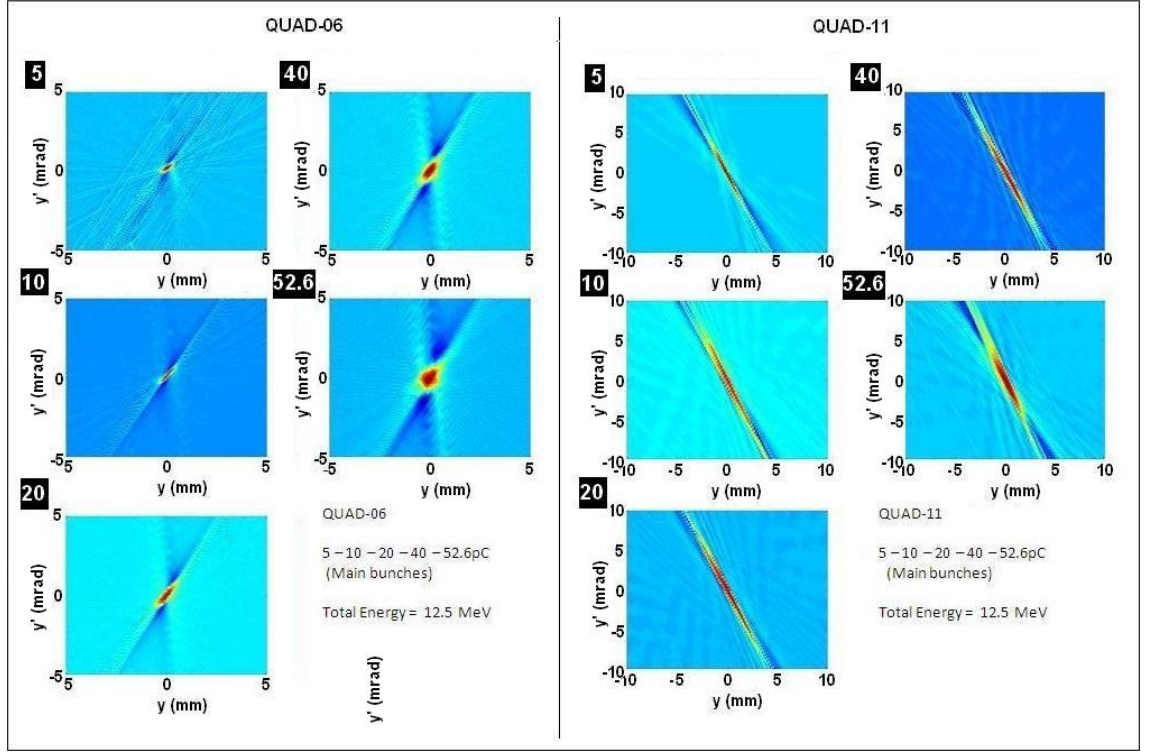 QUAD-06
5
5
y' (mrad)
0
-5
-5 0 5
y (mm)
40
5
y' (mrad)
0
-5
-5 0 5
y (mm)
10
5
y' (mrad)
0
-5
-5 0 5
y (mm)
52.6
5
y' (mrad)
0
-5
-5 0 5
y (mm)
20
5
y' (mrad)
0
-5
-5 0 5
y (mm)
QUAD-06
5 – 10 – 20 – 40 – 52.6pC
(Main bunches)
Total Energy = 12.5 MeV
y' (mrad)
QUAD-11
5
10
5
y' (mrad)
0
-5
-10
-10 -5 0 5 10
y (mm)
40
10
5
y' (mrad)
0
-5
-10
-10 -5 0 5 10
y (mm)
10
10
5
y' (mrad)
0
-5
-10
-10 -5 0 5 10
y (mm)
52.6
10
5
y' (mrad)
0
-5
-10
-10 -5 0 5 10
y (mm)
20
10
5
y' (mrad)
0
-5
-10
-10 -5 0 5 10
y (mm)
QUAD-11
5 – 10 – 20 – 40 – 52.6pC
(Main bunches)
Total Energy = 12.5 MeV